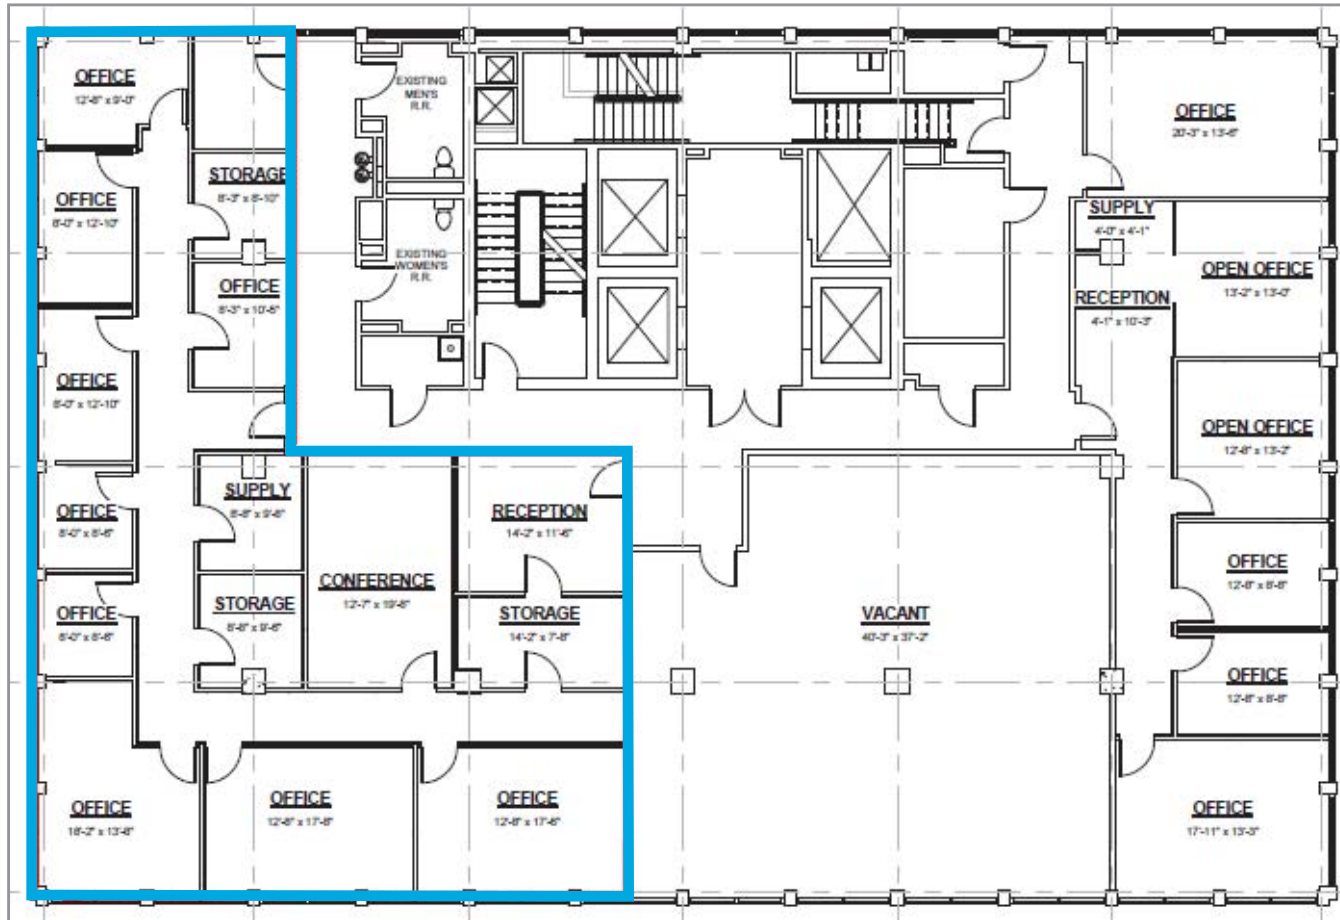 OFFICE
12'-8" x 9'-0"
OFFICE
8'-0" x 12'-10"
OFFICE
8'-0" x 12'-10"
OFFICE
8'-0" x 8'-6"
OFFICE
8'-0" x 8'-6"
OFFICE
18'-2" x 13'-8"
STORAGE
8'-3" x 8'-10"
OFFICE
8'-3" x 10'-6"
SUPPLY
8'-8" x 9'-6"
STORAGE
8'-8" x 9'-6"
CONFERENCE
12'-7" x 19'-8"
RECEPTION
14'-2" x 11'-6"
STORAGE
14'-2" x 7'-8"
OFFICE
12'-8" x 17'-8"
OFFICE
12'-8" x 17'-8"
EXISTING
MEN'S
R.R.
EXISTING
WOMEN'S
R.R.
VACANT
40'-3" x 37'-2"
OFFICE
20'-3" x 13'-6"
SUPPLY
4'-0" x 4'-1"
OPEN OFFICE
13'-2" x 13'-0"
RECEPTION
4'-1" x 10'-3"
OPEN OFFICE
12'-8" x 13'-2"
OFFICE
12'-8" x 8'-8"
OFFICE
12'-8" x 8'-8"
OFFICE
17'-11" x 13'-3"